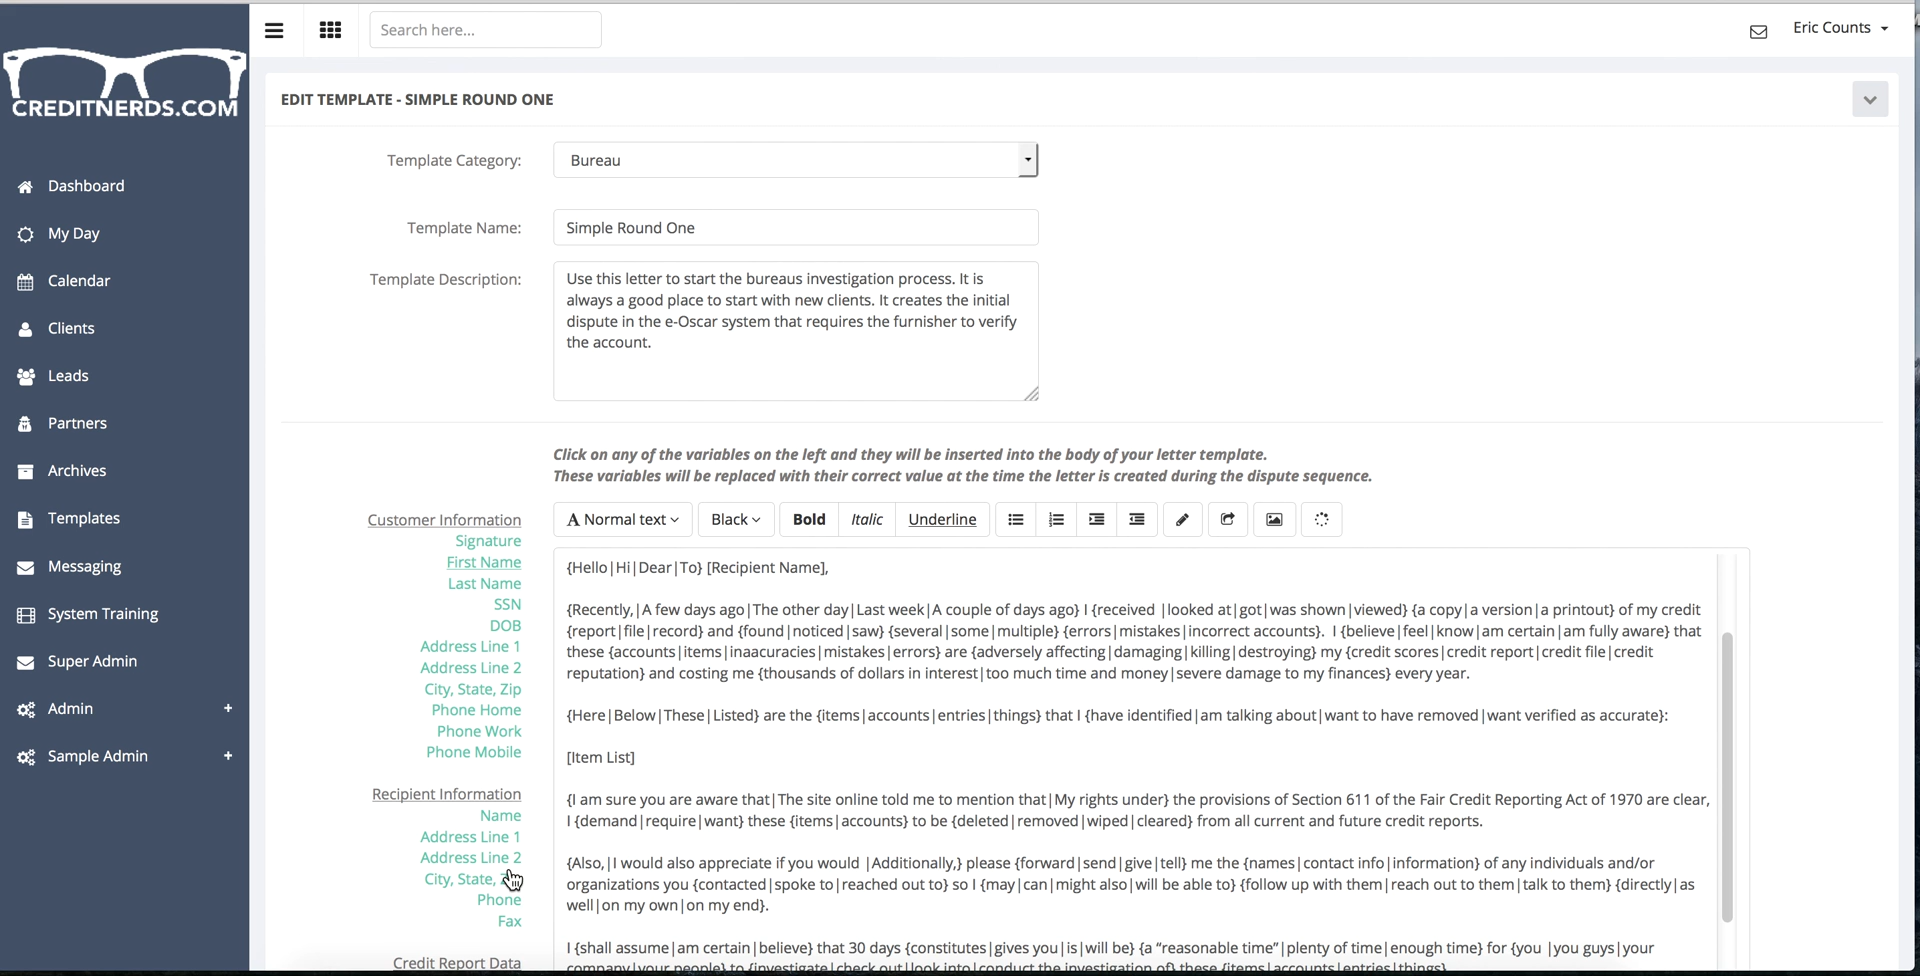 CREDITNERDS.COM
Search here...
Eric Counts
Dashboard
My Day
Calendar
Clients
Leads
Partners
Archives
Templates
Messaging
System Training
Super Admin
Admin +
Sample Admin +
EDIT TEMPLATE - SIMPLE ROUND ONE
Template Category:
Bureau
Template Name:
Simple Round One
Template Description:
Use this letter to start the bureaus investigation process. It is
always a good place to start with new clients. It creates the initial
dispute in the e-Oscar system that requires the furnisher to verify
the account.
Click on any of the variables on the left and they will be inserted into the body of your letter template.
These variables will be replaced with their correct value at the time the letter is created during the dispute sequence.
Customer Information
Signature
First Name
Last Name
SSN
DOB
Address Line 1
Address Line 2
City, State, Zip
Phone Home
Phone Work
Phone Mobile
Recipient Information
Name
Address Line 1
Address Line 2
City, State,
Phone
Fax
Credit Report Data
A Normal text Black Bold Italic Underline
{Hello|Hi|Dear|To} [Recipient Name],
{Recently,|A few days ago|The other day|Last week|A couple of days ago} I {received |looked at|got|was shown|viewed} {a copy|a version|a printout} of my credit
{report|file|record} and {found|noticed|saw} {several|some|multiple} {errors|mistakes|incorrect accounts}. I {believe|feel|know|am certain|am fully aware} that
these {accounts|items|inaacuracies|mistakes|errors} are {adversely affecting|damaging|killing|destroying} my {credit scores|credit report|credit file|credit
reputation} and costing me {thousands of dollars in interest|too much time and money|severe damage to my finances} every year.
{Here|Below|These|Listed} are the {items|accounts|entries|things} that I {have identified|am talking about|want to have removed|want verified as accurate}:
[Item List]
{I am sure you are aware that|The site online told me to mention that|My rights under} the provisions of Section 611 of the Fair Credit Reporting Act of 1970 are clear,
I {demand|require|want} these {items|accounts} to be {deleted|removed|wiped|cleared} from all current and future credit reports.
{Also,|I would also appreciate if you would |Additionally,} please {forward|send|give|tell} me the {names|contact info|information} of any individuals and/or
organizations you {contacted|spoke to|reached out to} so I {may|can|might also|will be able to} {follow up with them|reach out to them|talk to them} {directly|as
well|on my own|on my end}.
I {shall assume|am certain|believe} that 30 days {constitutes|gives you|is|will be} {a “reasonable time”|plenty of time|enough time} for {you |you guys|your
company|your people} to {investigate|check out|look into|conduct the investigation of} these {items|accounts|entries|things}